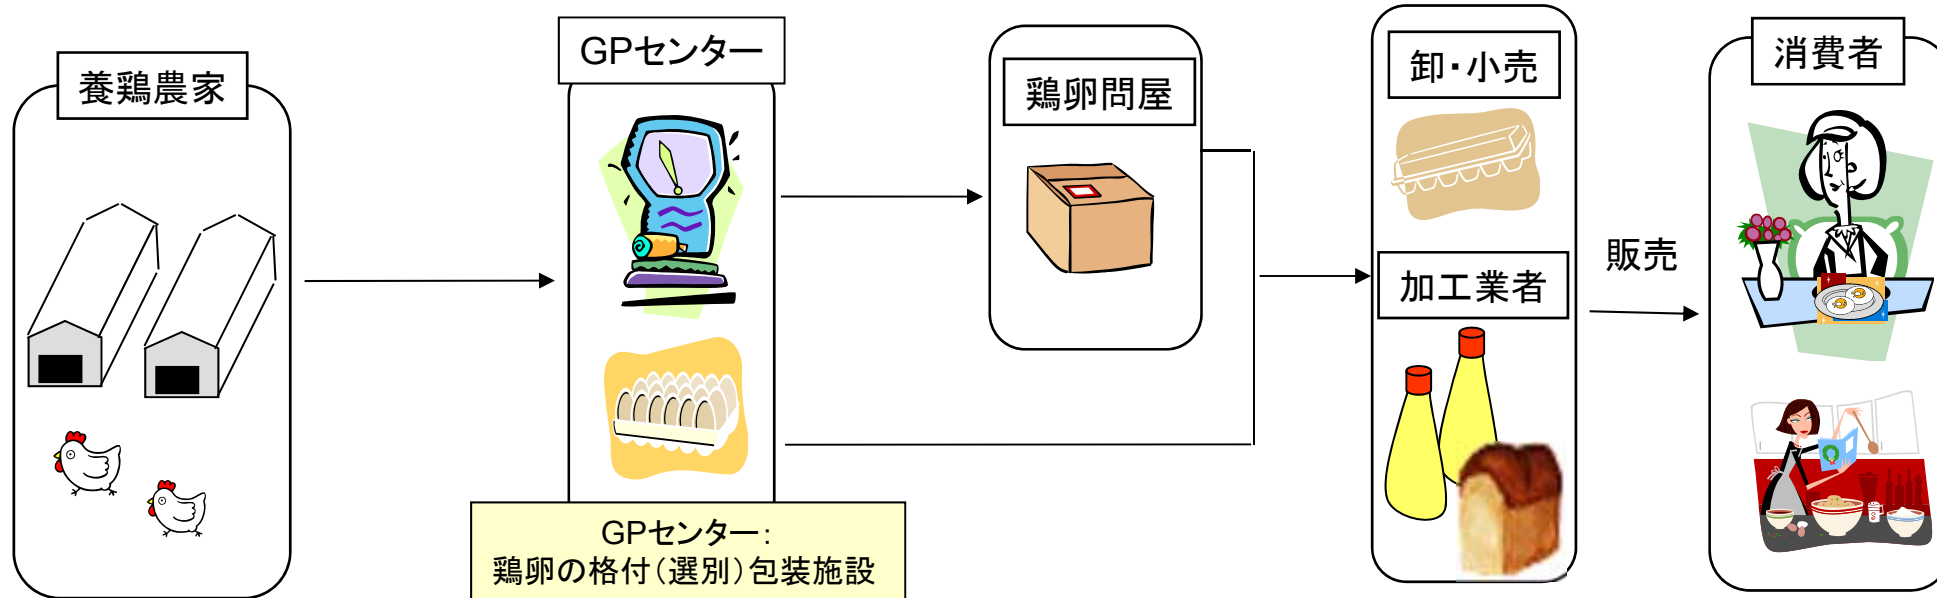 養鶏農家
GPセンター
鶏卵問屋
卸・小売
加工業者
販売
消費者
GPセンター：
鶏卵の格付（選別）包装施設